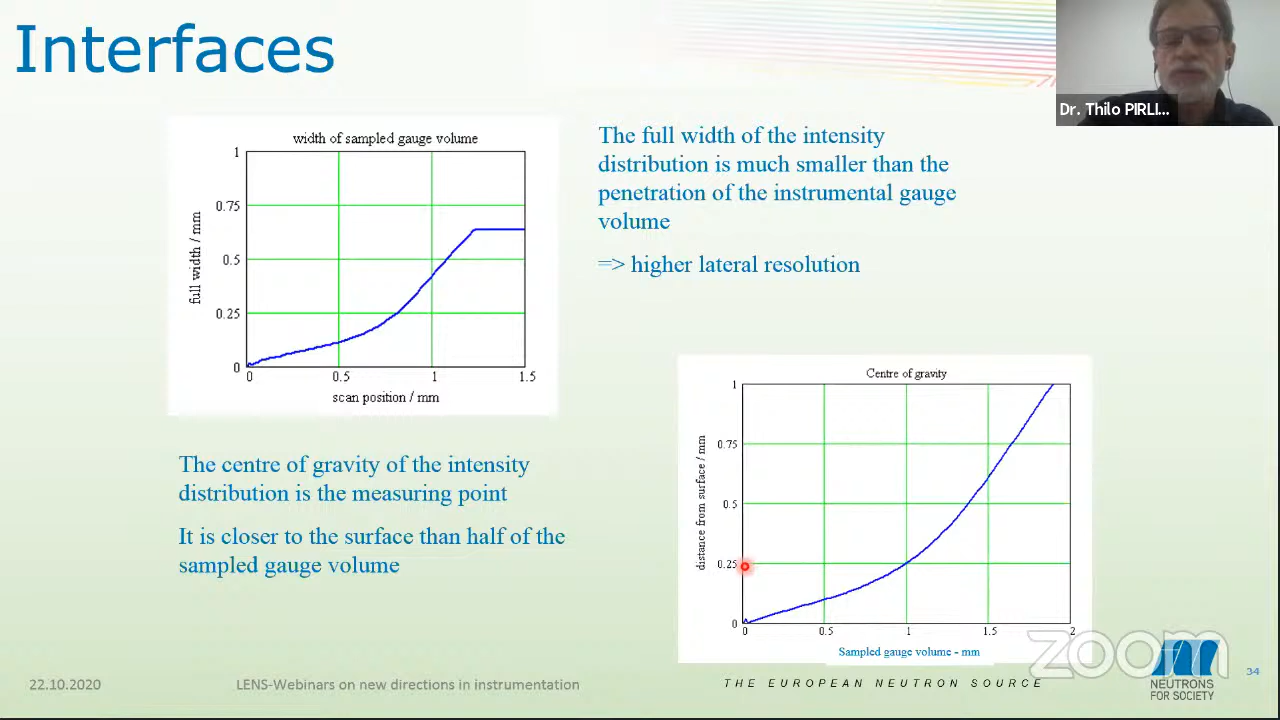 Interfaces
Dr. Thilo PIRLI...
width of sampled gauge volume
1
0.75
0.5
0.25
0
full width / mm
0
0.5
1
1.5
scan position / mm
The full width of the intensity
distribution is much smaller than the
penetration of the instrumental gauge
volume
=> higher lateral resolution
The centre of gravity of the intensity
distribution is the measuring point
It is closer to the surface than half of the
sampled gauge volume
Centre of gravity
1
0.75
0.5
0.25
0
distance from surface / mm
0
0.5
1
1.5
2
Sampled gauge volume - mm
zoom
22.10.2020
LENS-Webinars on new directions in instrumentation
THE EUROPEAN NEUTRON SOURCE
NEUTRONS
FOR SOCIETY
34